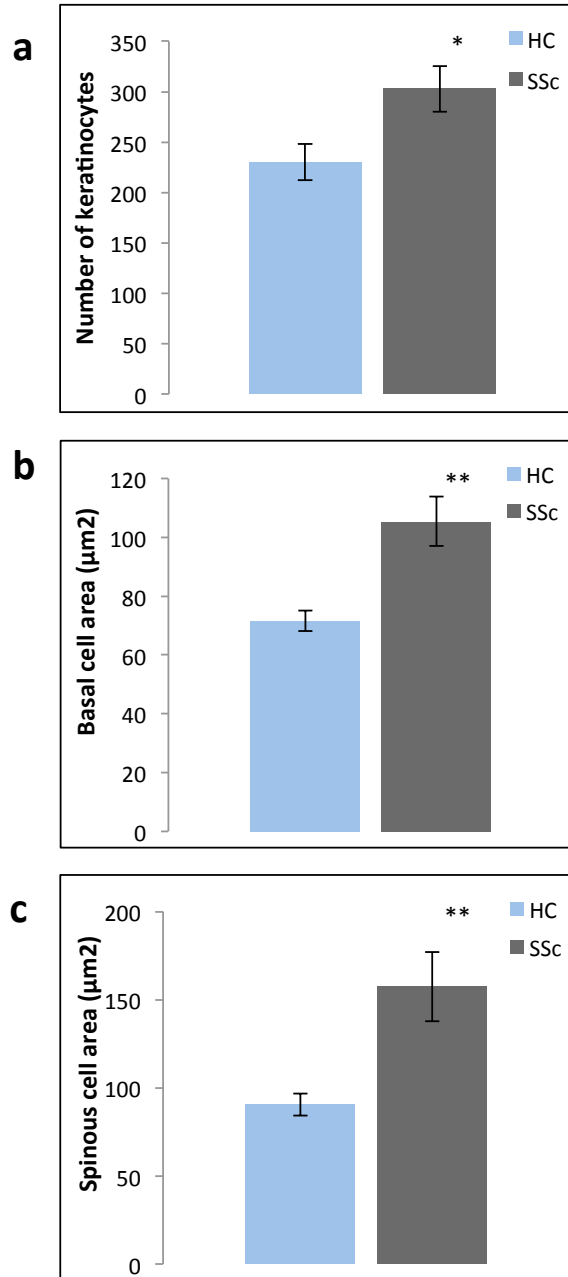 a
Number of keratinocytes
350
300
250
200
150
100
50
0
*
HC
SSc
b
Basal cell area (μm2)
120
100
80
60
40
20
0
**
HC
SSc
c
Spinous cell area (μm2)
200
150
100
50
0
**
HC
SSc